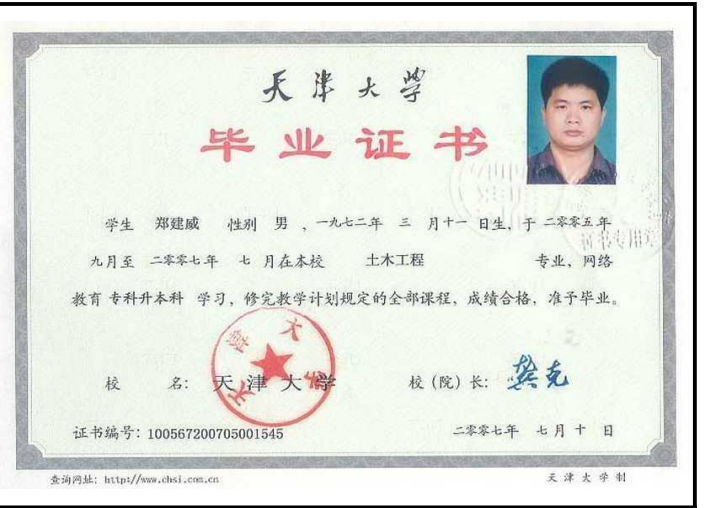 天津大学
毕业证书
学生 郑建威 性别 男 ，一九七二年 三 月十一 日生，于 二零零五年
九月至 二零零七年 七 月在本校 土木工程 专业，网络
教育 专科升本科 学习，修完教学计划规定的全部课程，成绩合格，准予毕业。
天津大学
校 名：天津大学 校（院）长：
证书编号：100567200705001545 二零零七年 七月十 日
查询网址：http://www.chsi.com.cn 天津大学制